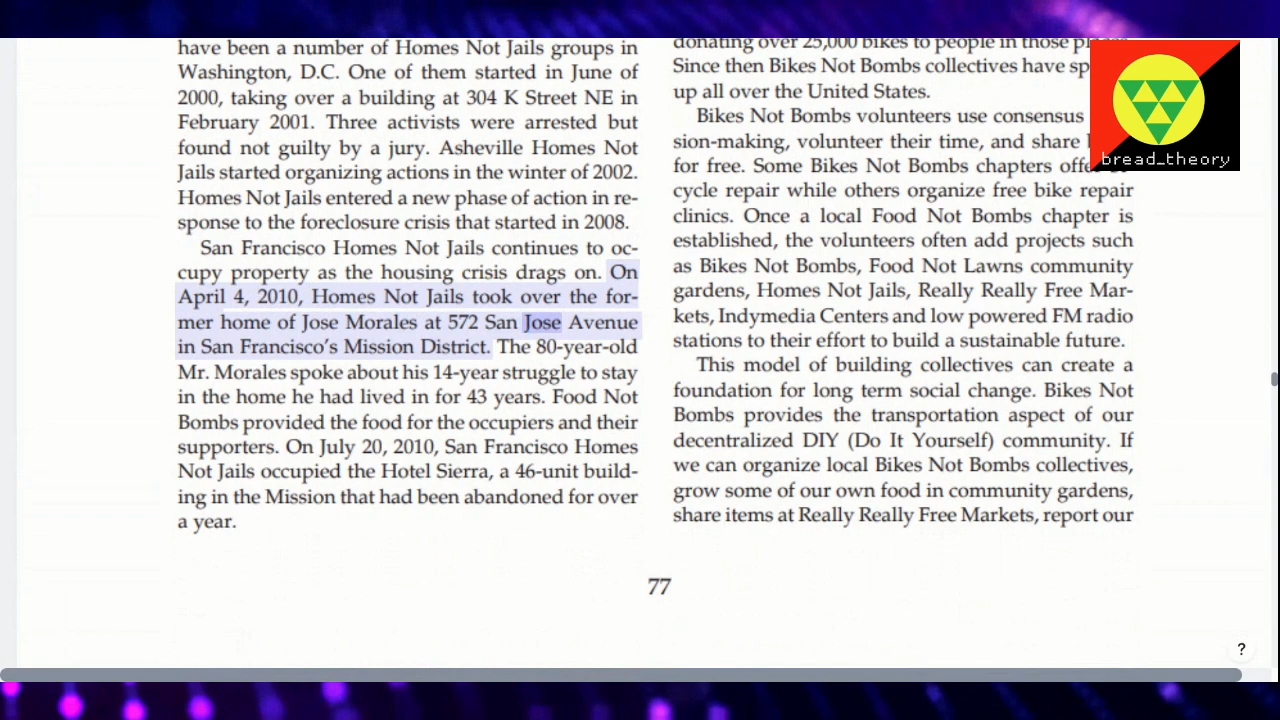 have been a number of Homes Not Jails groups in
Washington, D.C. One of them started in June of
2000, taking over a building at 304 K Street NE in
February 2001. Three activists were arrested but
found not guilty by a jury. Asheville Homes Not
Jails started organizing actions in the winter of 2002.
Homes Not Jails entered a new phase of action in re-
sponse to the foreclosure crisis that started in 2008.
San Francisco Homes Not Jails continues to oc-
cupy property as the housing crisis drags on. On
April 4, 2010, Homes Not Jails took over the for-
mer home of Jose Morales at 572 San Jose Avenue
in San Francisco's Mission District. The 80-year-old
Mr. Morales spoke about his 14-year struggle to stay
in the home he had lived in for 43 years. Food Not
Bombs provided the food for the occupiers and their
supporters. On July 20, 2010, San Francisco Homes
Not Jails occupied the Hotel Sierra, a 46-unit build-
ing in the Mission that had been abandoned for over
a year.
donating over 25,000 bikes to people in those
Since then Bikes Not Bombs collectives have
up all over the United States.
Bikes Not Bombs volunteers use consensus
sion-making, volunteer their time, and share
for free. Some Bikes Not Bombs chapters
cycle repair while others organize free bike repair
clinics. Once a local Food Not Bombs chapter is
established, the volunteers often add projects such
as Bikes Not Bombs, Food Not Lawns community
gardens, Homes Not Jails, Really Really Free Mar-
kets, Indymedia Centers and low powered FM radio
stations to their effort to build a sustainable future.
This model of building collectives can create a
foundation for long term social change. Bikes Not
Bombs provides the transportation aspect of our
decentralized DIY (Do It Yourself) community. If
we can organize local Bikes Not Bombs collectives,
grow some of our own food in community gardens,
share items at Really Really Free Markets, report our
77
bread_theory
?